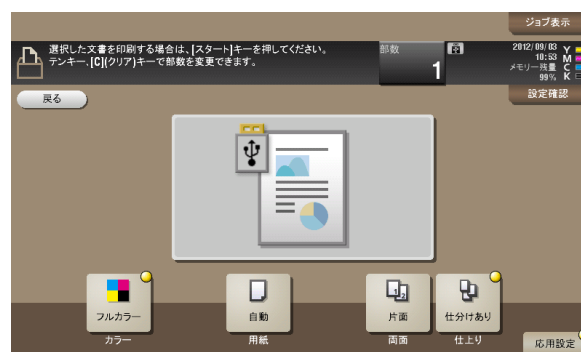 ジョブ表示
選択した文書を印刷する場合は、[スタート]キーを押してください。
テンキー、[C](クリア)キーで部数を変更できます。
部数
1
2012/09/03
10:53
メモリー残量
99%
Y
M
C
K
戻る
設定確認
1
2
フルカラー
自動
片面
仕分けあり
カラー
用紙
両面
仕上り
応用設定